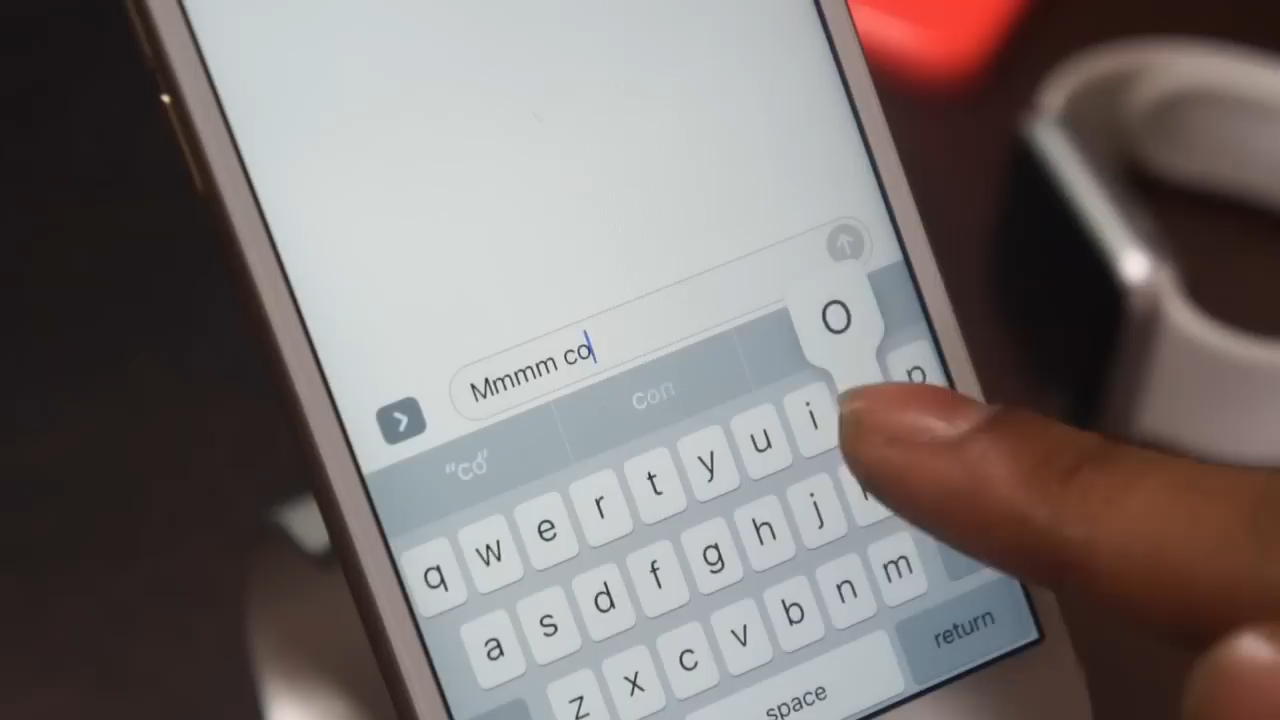 Mmmm co
O
"co" con
q w e r t y u i p
a s d f g h j
z x c v b n m
space return